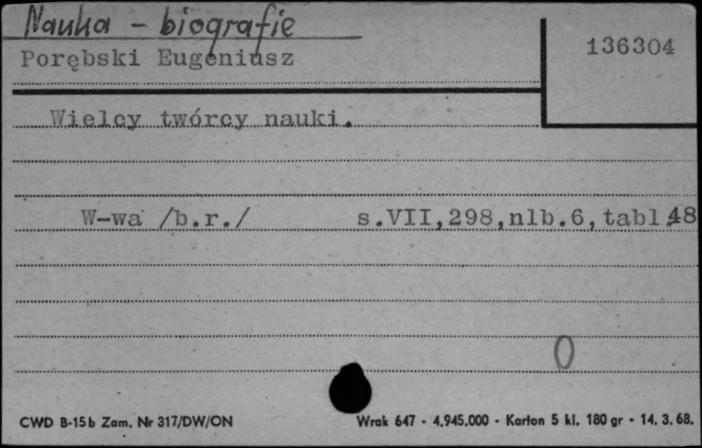 Nauka - biografie
Porębski Eugeniusz
136304
Wielcy twórcy nauki.
W-wa /b.r./ s.VII,298,nlb.6,tabl.48
0
CWD B-15b Zam. Nr 317/DW/ON
Wrak 647 - 4.945.000 - Karton 5 kl. 180 gr - 14. 3. 68.